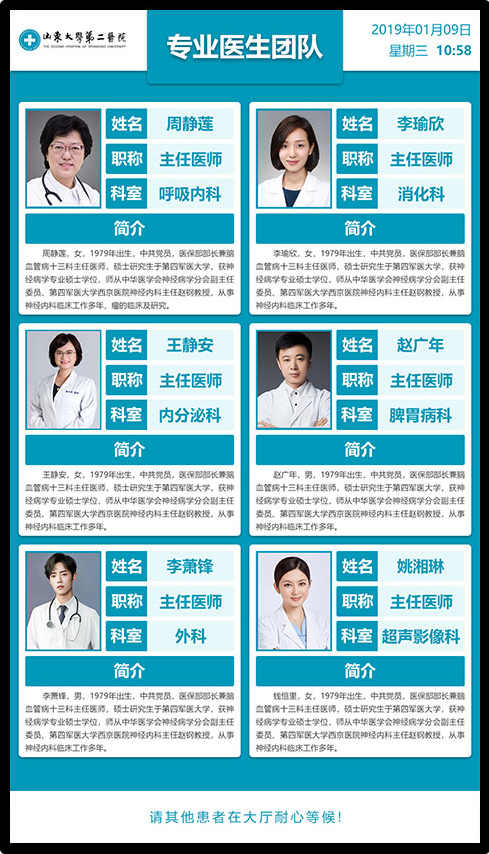 山东大学第二医院
THE SECOND HOSPITAL OF SHANDONG UNIVERSITY
专业医生团队
2019年01月09日
星期三 10:58
姓名 周静莲
职称 主任医师
科室 呼吸内科
简介
周静莲，女，1979年出生，中共党员，医保部部长兼脑
血管病十三科主任医师，硕士研究生于第四军医大学，获神
经病学专业硕士学位，师从中华医学会神经病学分会副主任
委员、第四军医大学西京医院神经内科主任赵钢教授，从事
神经内科临床工作多年，瘤的临床及研究。
姓名 李瑜欣
职称 主任医师
科室 消化科
简介
李瑜欣，女，1979年出生，中共党员，医保部部长兼脑
血管病十三科主任医师，硕士研究生于第四军医大学，获神
经病学专业硕士学位，师从中华医学会神经病学分会副主任
委员、第四军医大学西京医院神经内科主任赵钢教授，从事
神经内科临床工作多年。
姓名 王静安
职称 主任医师
科室 内分泌科
简介
王静安，女，1979年出生，中共党员，医保部部长兼脑
血管病十三科主任医师，硕士研究生于第四军医大学，获神
经病学专业硕士学位，师从中华医学会神经病学分会副主任
委员、第四军医大学西京医院神经内科主任赵钢教授，从事
神经内科临床工作多年。
姓名 赵广年
职称 主任医师
科室 脾胃病科
简介
赵广年，男，1979年出生，中共党员，医保部部长兼脑
血管病十三科主任医师，硕士研究生于第四军医大学，获神
经病学专业硕士学位，师从中华医学会神经病学分会副主任
委员、第四军医大学西京医院神经内科主任赵钢教授，从事
神经内科临床工作多年。
姓名 李萧锋
职称 主任医师
科室 外科
简介
李萧锋，男，1979年出生，中共党员，医保部部长兼脑
血管病十三科主任医师，硕士研究生于第四军医大学，获神
经病学专业硕士学位，师从中华医学会神经病学分会副主任
委员、第四军医大学西京医院神经内科主任赵钢教授，从事
神经内科临床工作多年。
姓名 姚湘琳
职称 主任医师
科室 超声影像科
简介
钱恒里，女，1979年出生，中共党员，医保部部长兼脑
血管病十三科主任医师，硕士研究生于第四军医大学，获神
经病学专业硕士学位，师从中华医学会神经病学分会副主任
委员、第四军医大学西京医院神经内科主任赵钢教授，从事
神经内科临床工作多年。
请其他患者在大厅耐心等候!